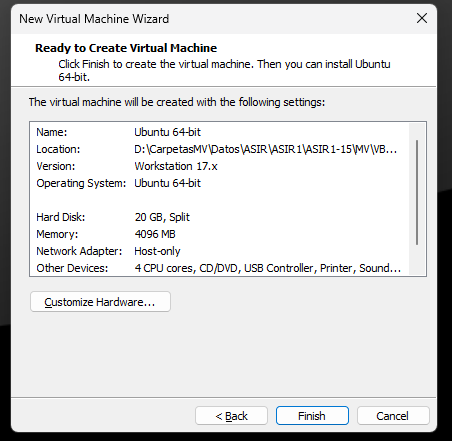 New Virtual Machine Wizard
Ready to Create Virtual Machine
Click Finish to create the virtual machine. Then you can install Ubuntu
64-bit.
The virtual machine will be created with the following settings:
Name: Ubuntu 64-bit
Location: D:\CarpetasMV\Datos\ASIR\ASIR1\ASIR1-15\MV\VB...
Version: Workstation 17.x
Operating System: Ubuntu 64-bit
Hard Disk: 20 GB, Split
Memory: 4096 MB
Network Adapter: Host-only
Other Devices: 4 CPU cores, CD/DVD, USB Controller, Printer, Sound...
Customize Hardware...
< Back Finish Cancel